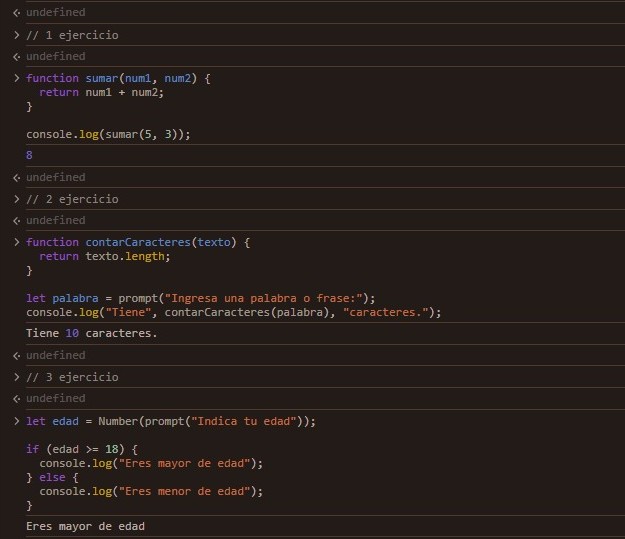 undefined
// 1 ejercicio
undefined
function sumar(num1, num2) {
  return num1 + num2;
}
console.log(sumar(5, 3));
8
undefined
// 2 ejercicio
undefined
function contarCaracteres(texto) {
  return texto.length;
}
let palabra = prompt("Ingresa una palabra o frase:");
console.log("Tiene", contarCaracteres(palabra), "caracteres.");
Tiene 10 caracteres.
undefined
// 3 ejercicio
undefined
let edad = Number(prompt("Indica tu edad"));
if (edad >= 18) {
  console.log("Eres mayor de edad");
} else {
  console.log("Eres menor de edad");
}
Eres mayor de edad